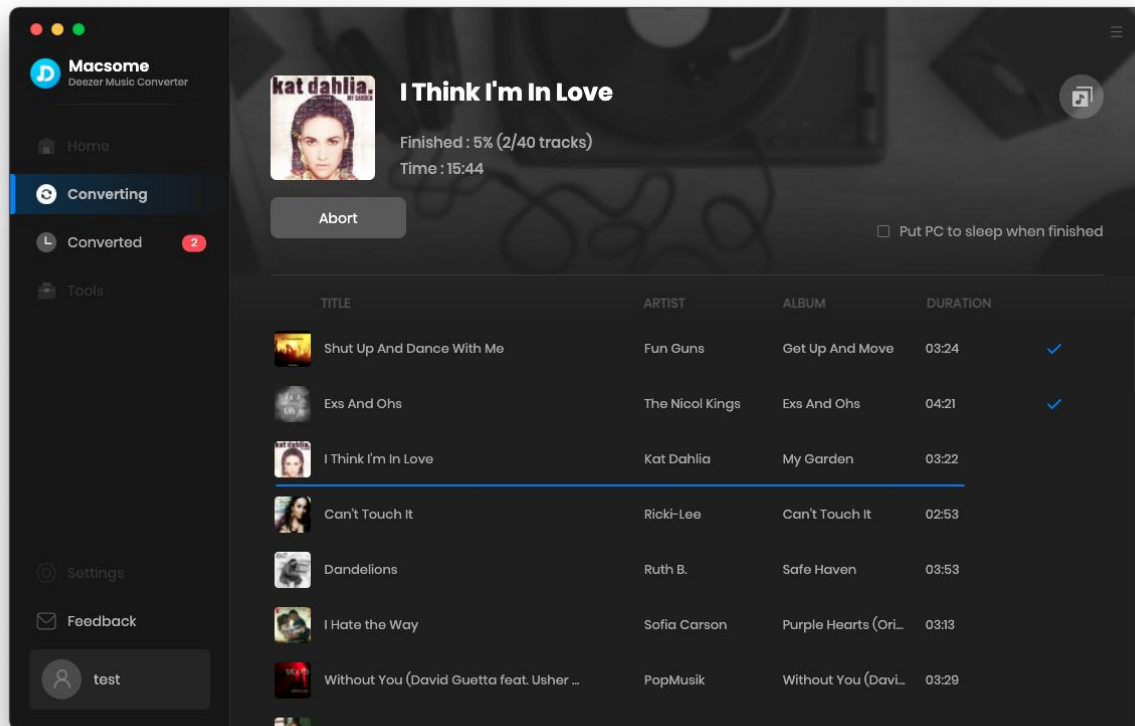 Macsome
Deezer Music Converter
Home
Converting
Converted 2
Tools
Settings
Feedback
test
kat dahlia.
MY GARDEN
I Think I'm In Love
Finished : 5% (2/40 tracks)
Time : 15:44
Abort
Put PC to sleep when finished
TITLE ARTIST ALBUM DURATION
Shut Up And Dance With Me Fun Guns Get Up And Move 03:24
Exs And Ohs The Nicol Kings Exs And Ohs 04:21
I Think I'm In Love Kat Dahlia My Garden 03:22
Can't Touch It Ricki-Lee Can't Touch It 02:53
Dandelions Ruth B. Safe Haven 03:53
I Hate the Way Sofia Carson Purple Hearts (Ori... 03:13
Without You (David Guetta feat. Usher ... PopMusik Without You (Davi... 03:29